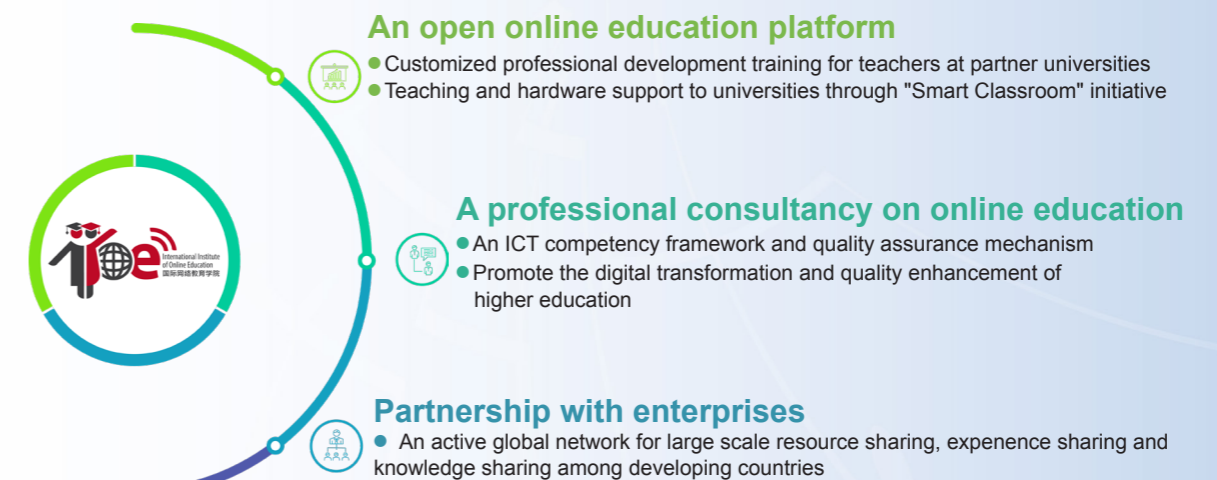 An open online education platform
● Customized professional development training for teachers at partner universities
● Teaching and hardware support to universities through "Smart Classroom" initiative
IIOE
International Institute
of Online Education
国际网络教育学院
A professional consultancy on online education
● An ICT competency framework and quality assurance mechanism
● Promote the digital transformation and quality enhancement of
higher education
Partnership with enterprises
● An active global network for large scale resource sharing, expenence sharing and
knowledge sharing among developing countries